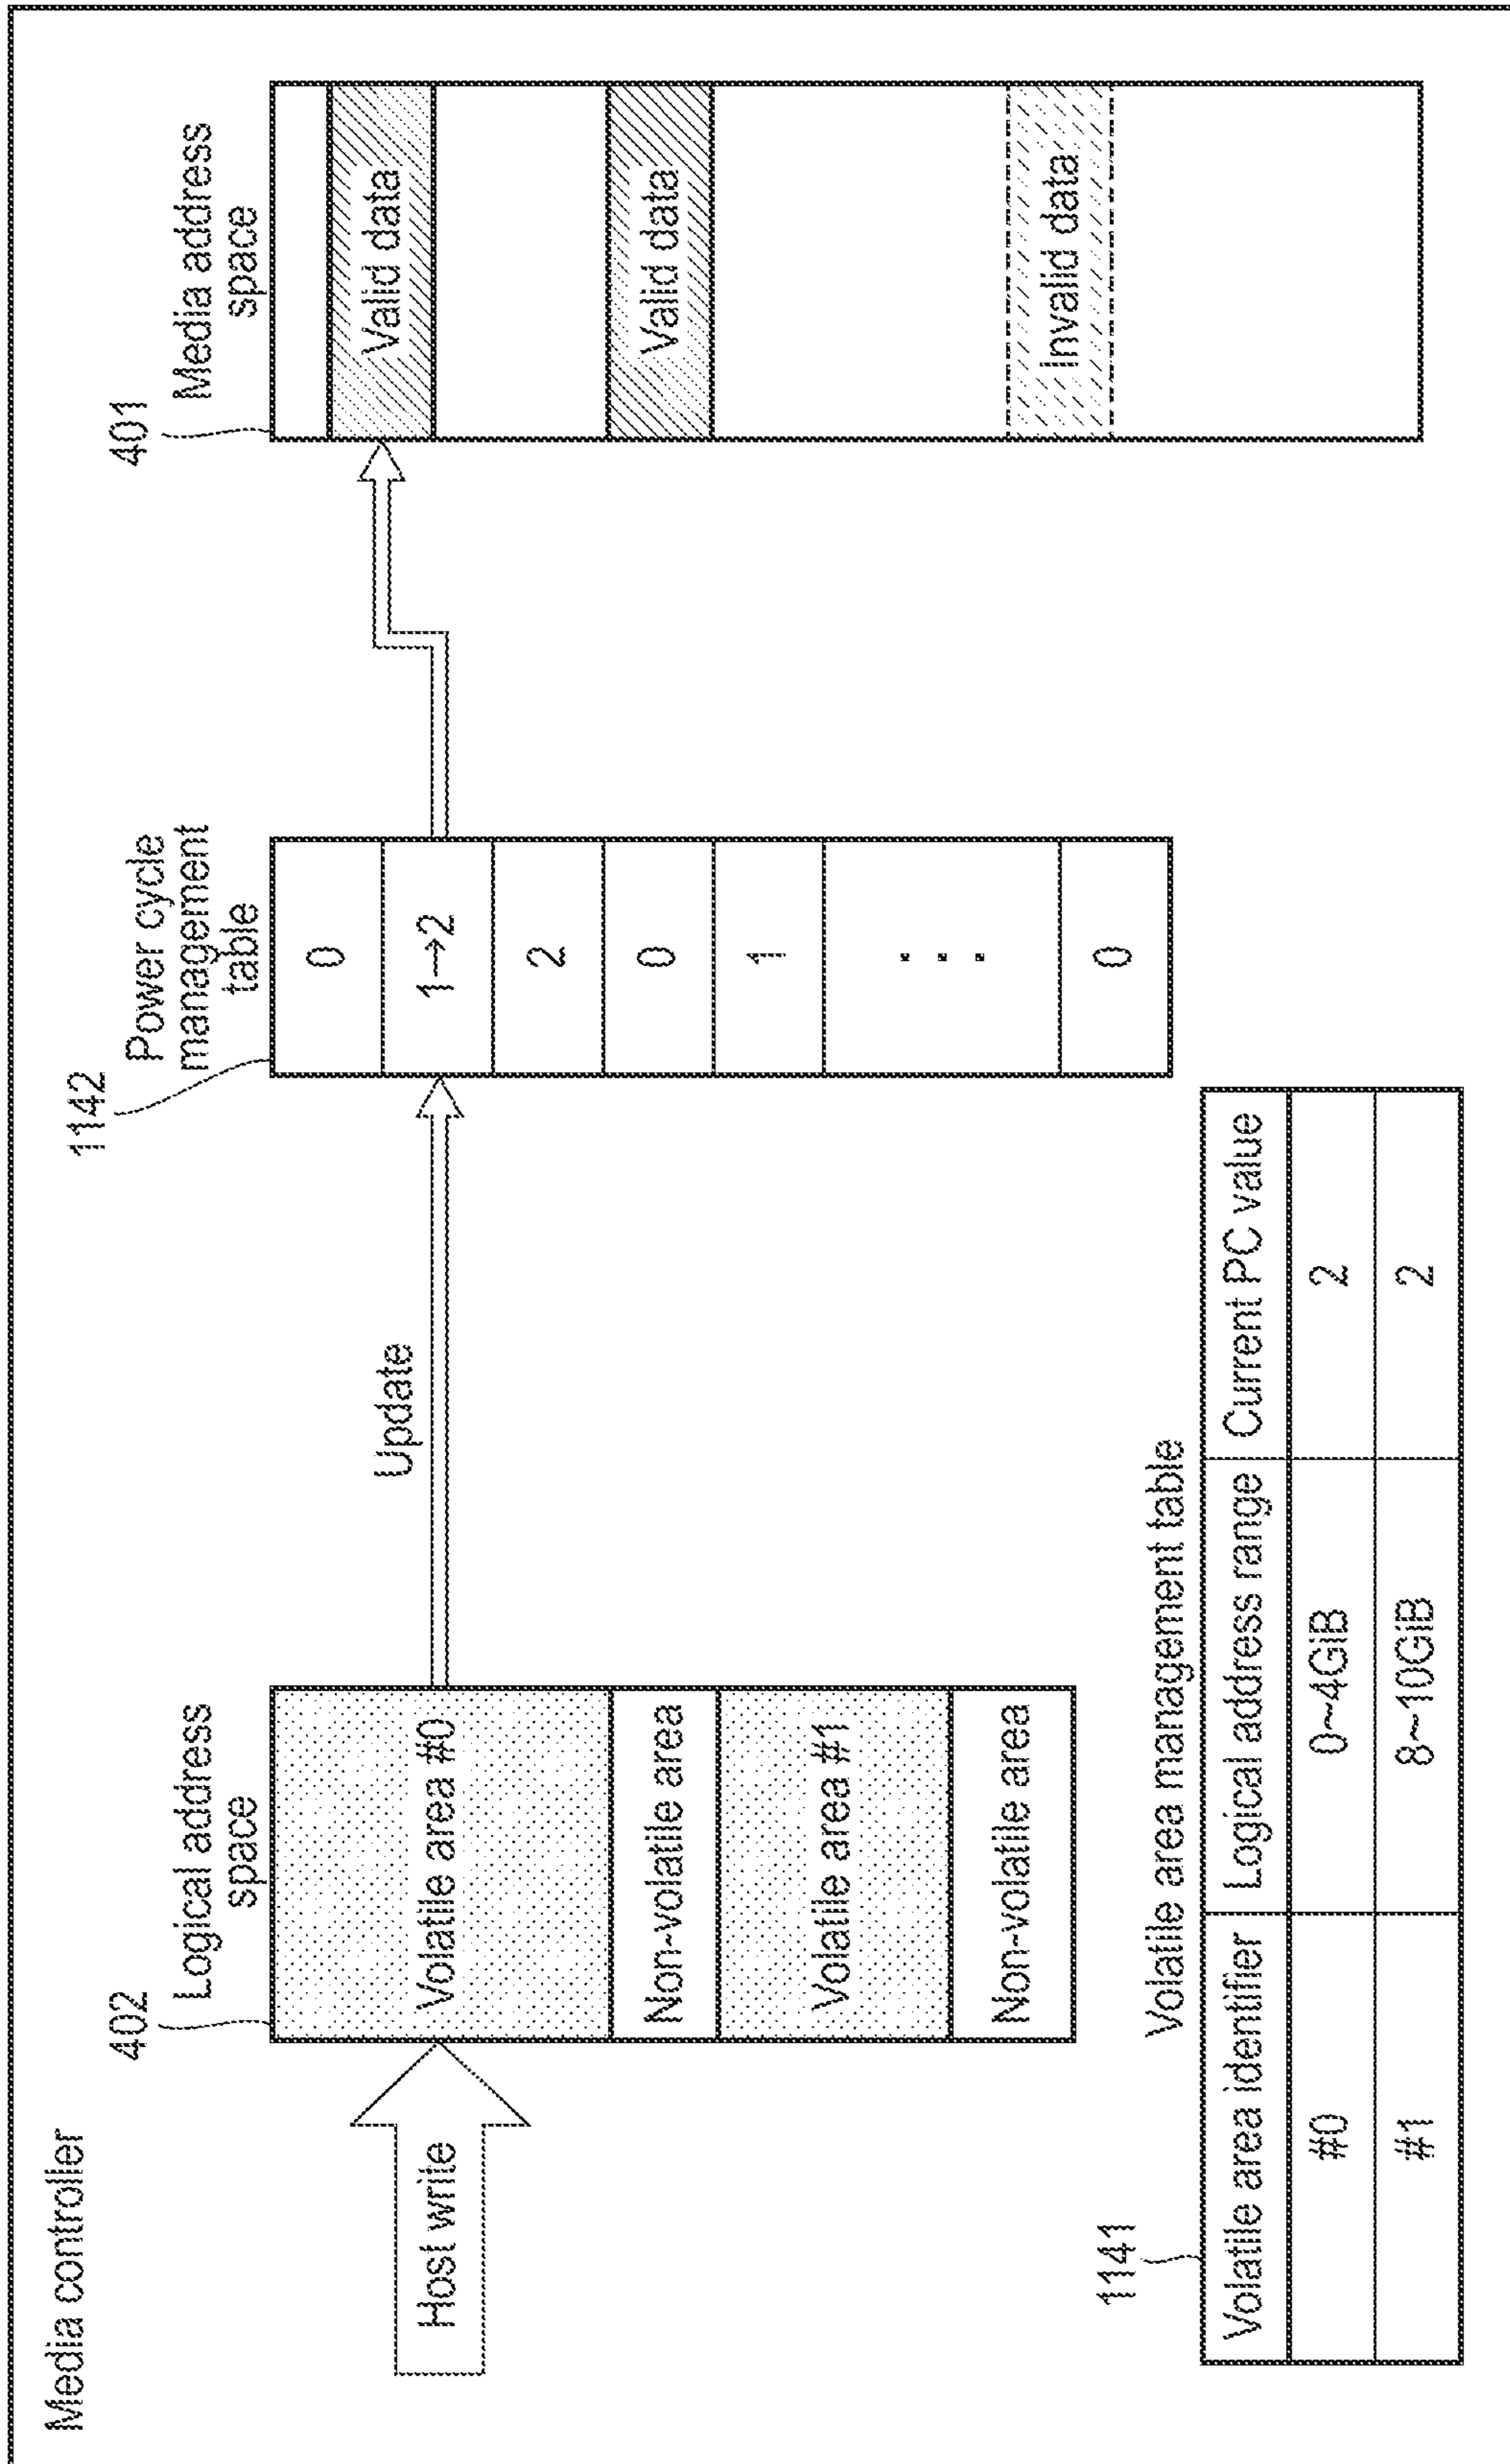 Media controller
402
Logical address
space
Host write
Volatile area #0
Non-volatile area
Volatile area #1
Non-volatile area
Update
1142
Power cycle
management
table
0
1→2
2
0
1
...
0
401
Media address
space
Valid data
Valid data
Invalid data
1141
Volatile area management table
Volatile area identifier Logical address range Current PC value
#0 0~4GiB 2
#1 8~10GiB 2